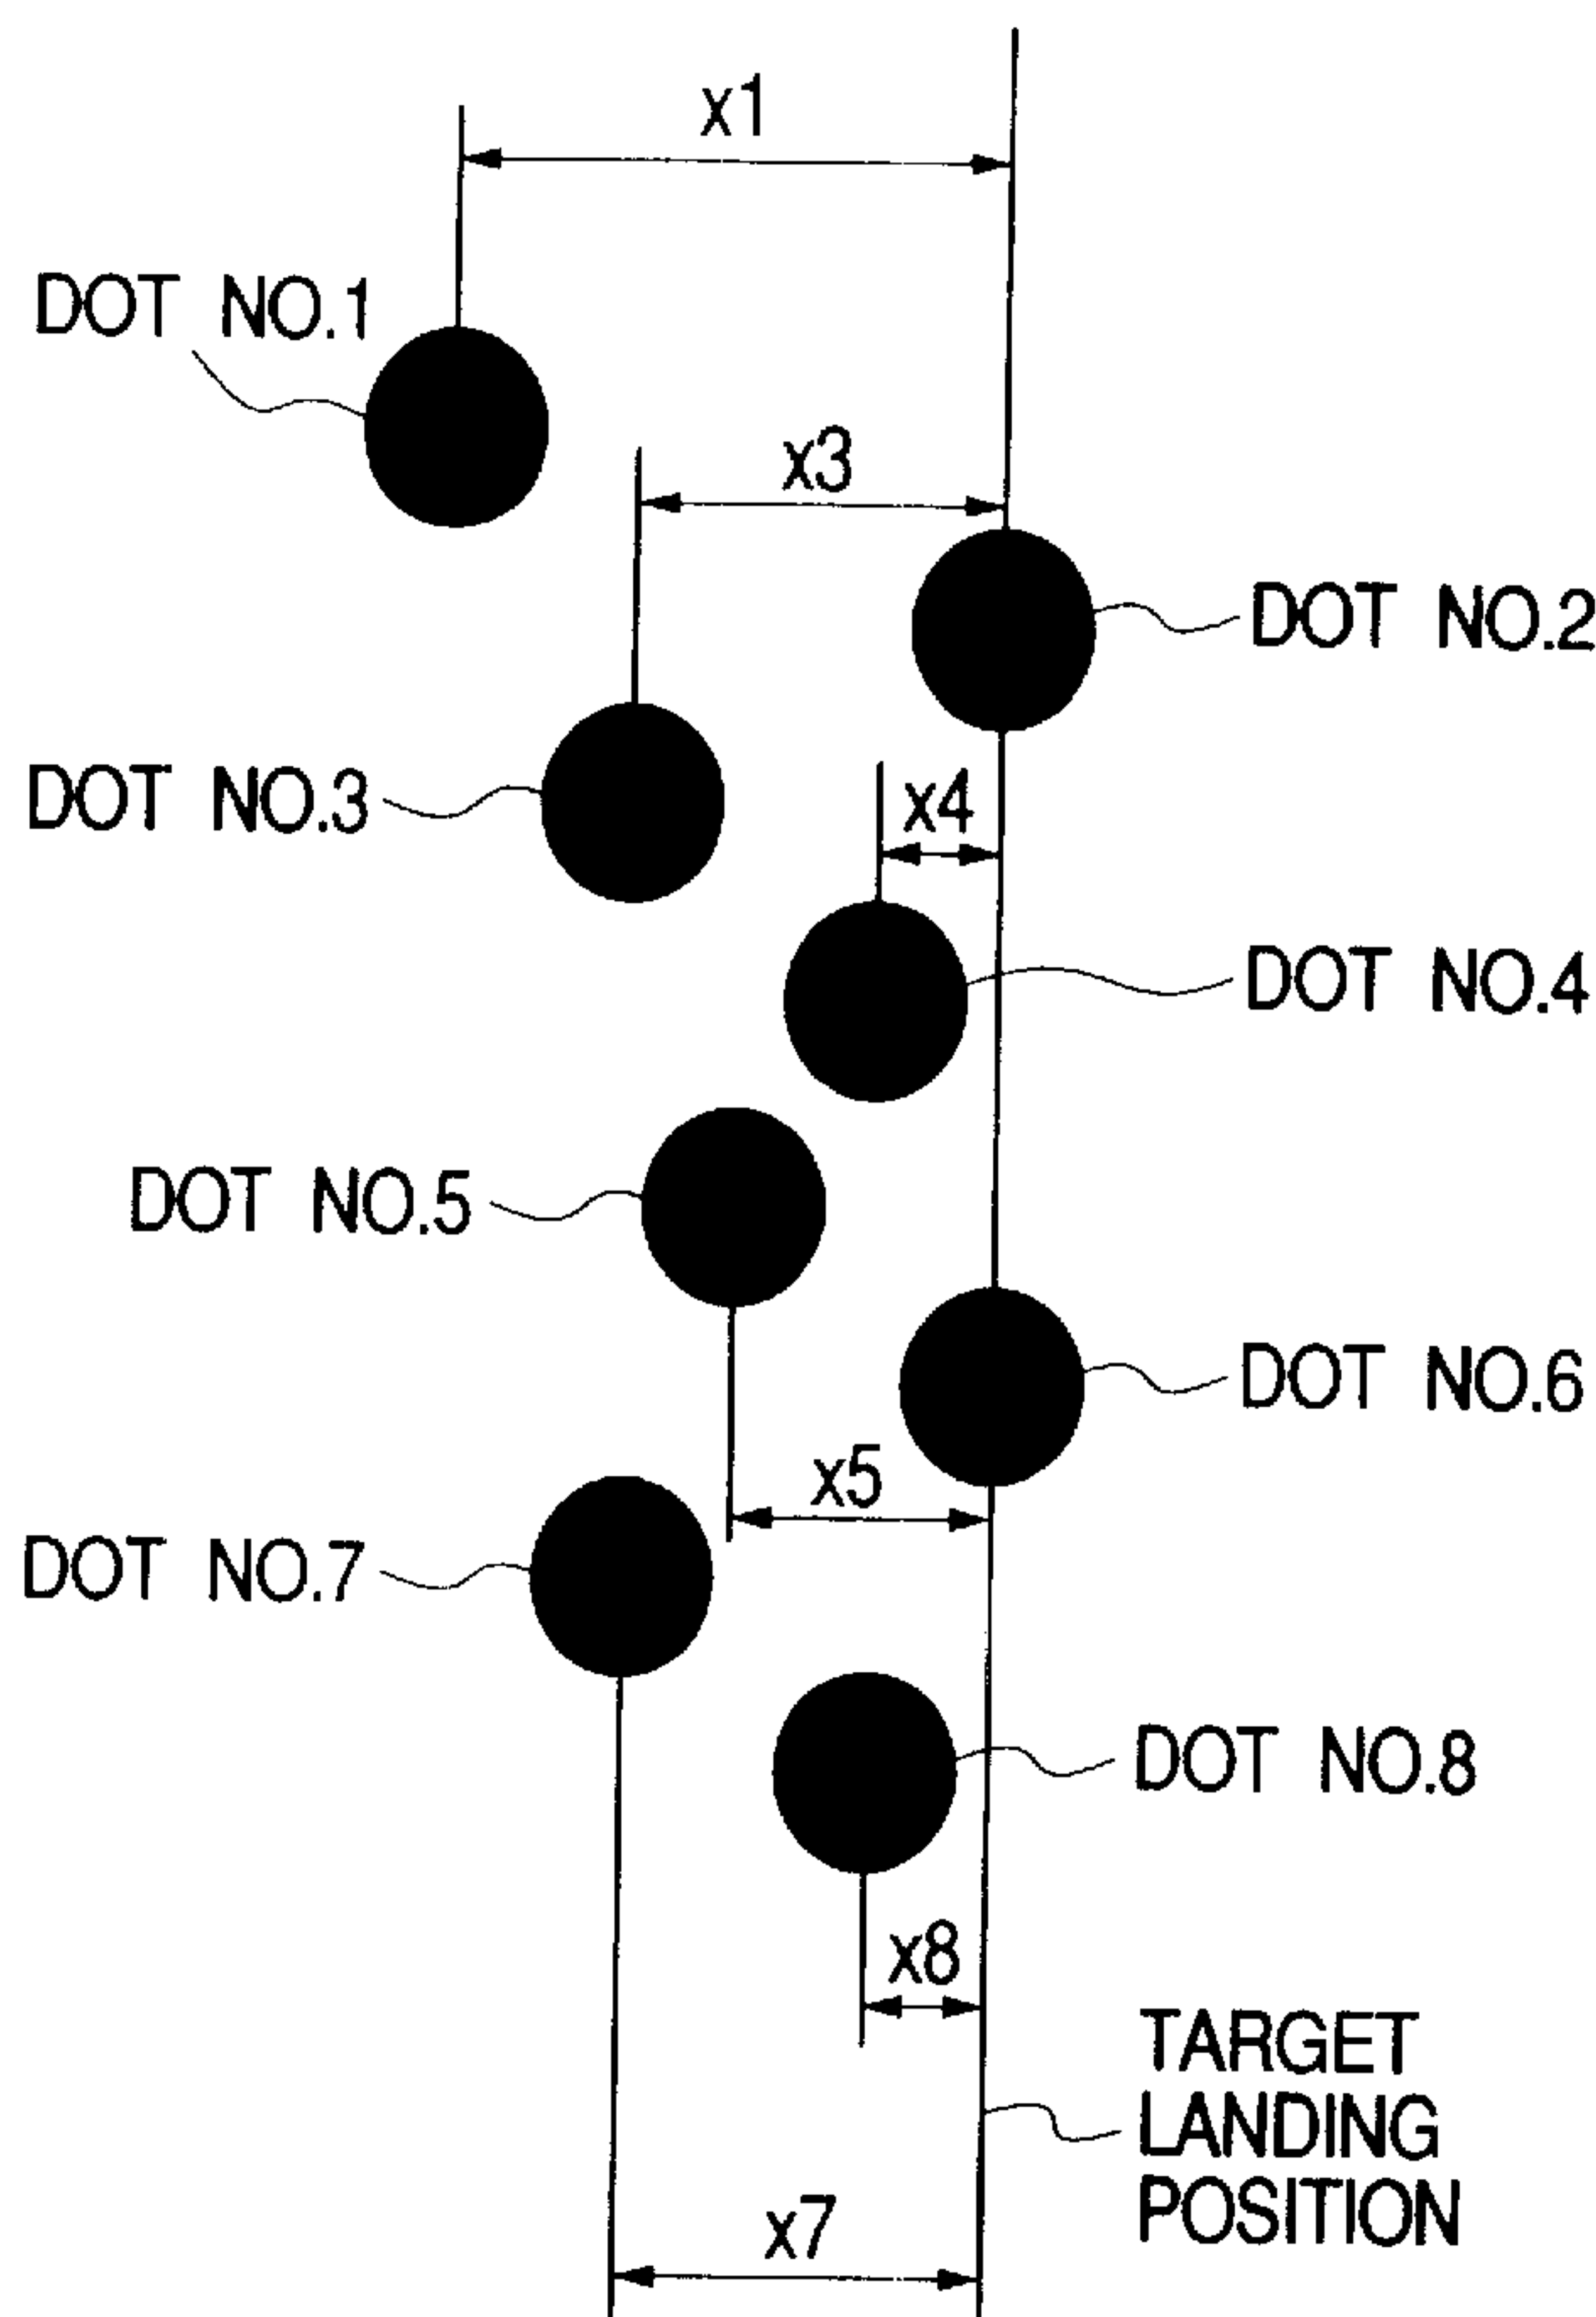 x1
DOT NO.1
x3
DOT NO.2
DOT NO.3
x4
DOT NO.4
DOT NO.5
DOT NO.6
x5
DOT NO.7
DOT NO.8
x8
TARGET
LANDING
POSITION
x7